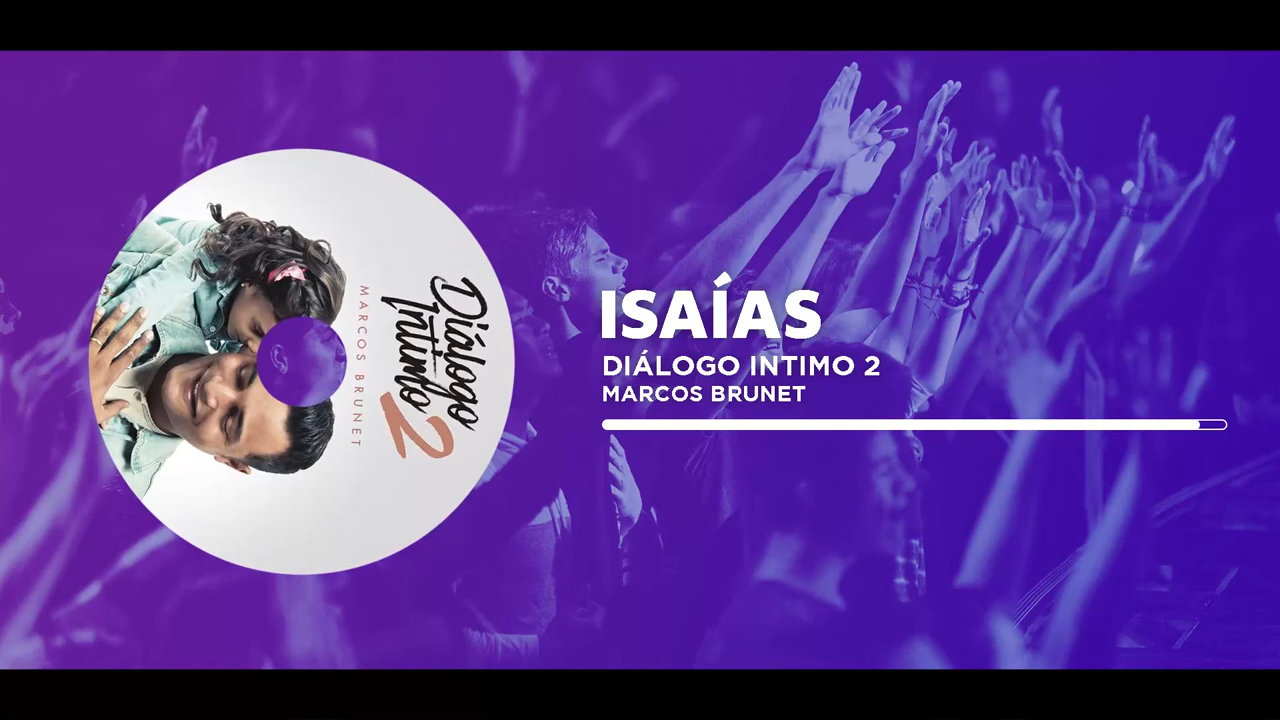 Diálogo
Intimo
2
MARCOS BRUNET
ISAÍAS
DIÁLOGO INTIMO 2
MARCOS BRUNET